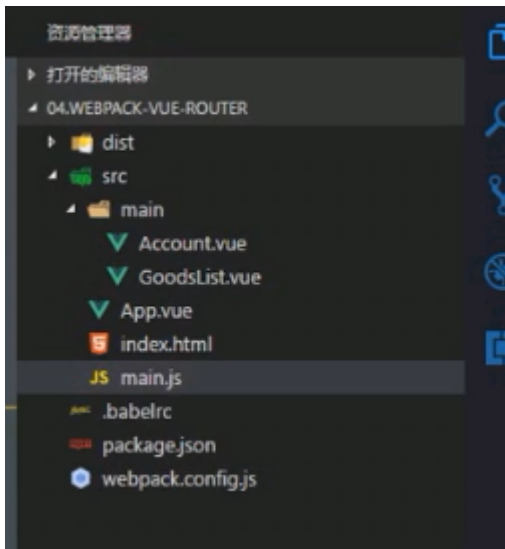 资源管理器
打开的编辑器
04.WEBPACK-VUE-ROUTER
dist
src
main
Account.vue
GoodsList.vue
App.vue
index.html
JS main.js
.babelrc
package.json
webpack.config.js